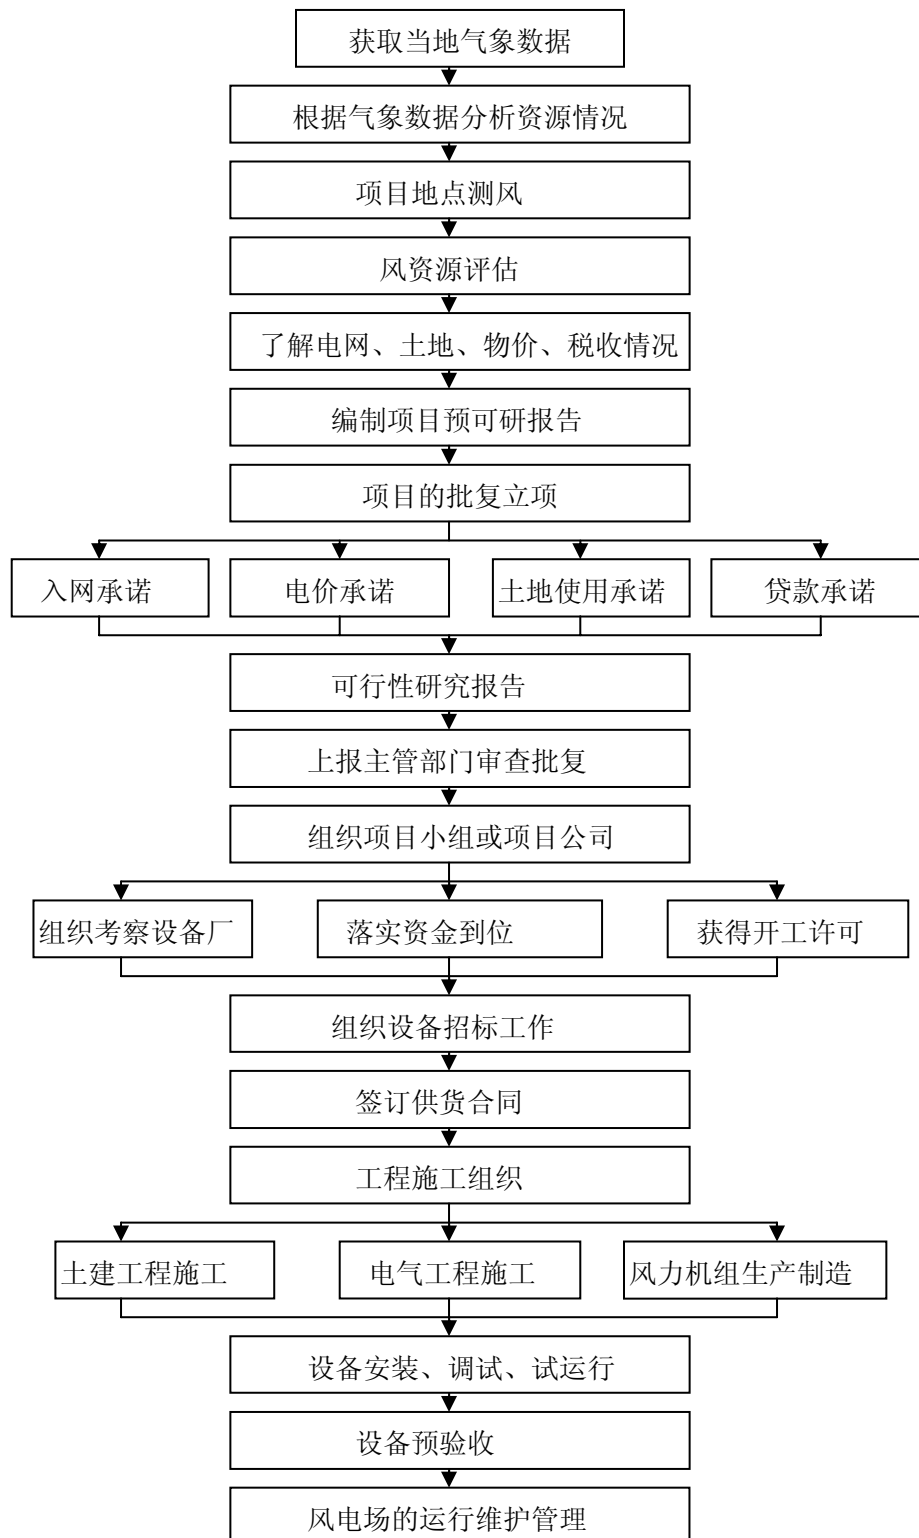 获取当地气象数据
根据气象数据分析资源情况
项目地点测风
风资源评估
了解电网、土地、物价、税收情况
编制项目预可研报告
项目的批复立项
入网承诺
电价承诺
土地使用承诺
贷款承诺
可行性研究报告
上报主管部门审查批复
组织项目小组或项目公司
组织考察设备厂
落实资金到位
获得开工许可
组织设备招标工作
签订供货合同
工程施工组织
土建工程施工
电气工程施工
风力机组生产制造
设备安装、调试、试运行
设备预验收
风电场的运行维护管理